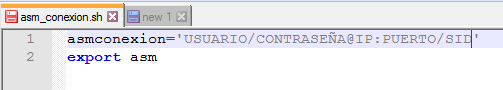 asm_conexion.sh new 1
1 asmconexion='USUARIO/CONTRASEÑA@IP:PUERTO/SID'
2 export asm